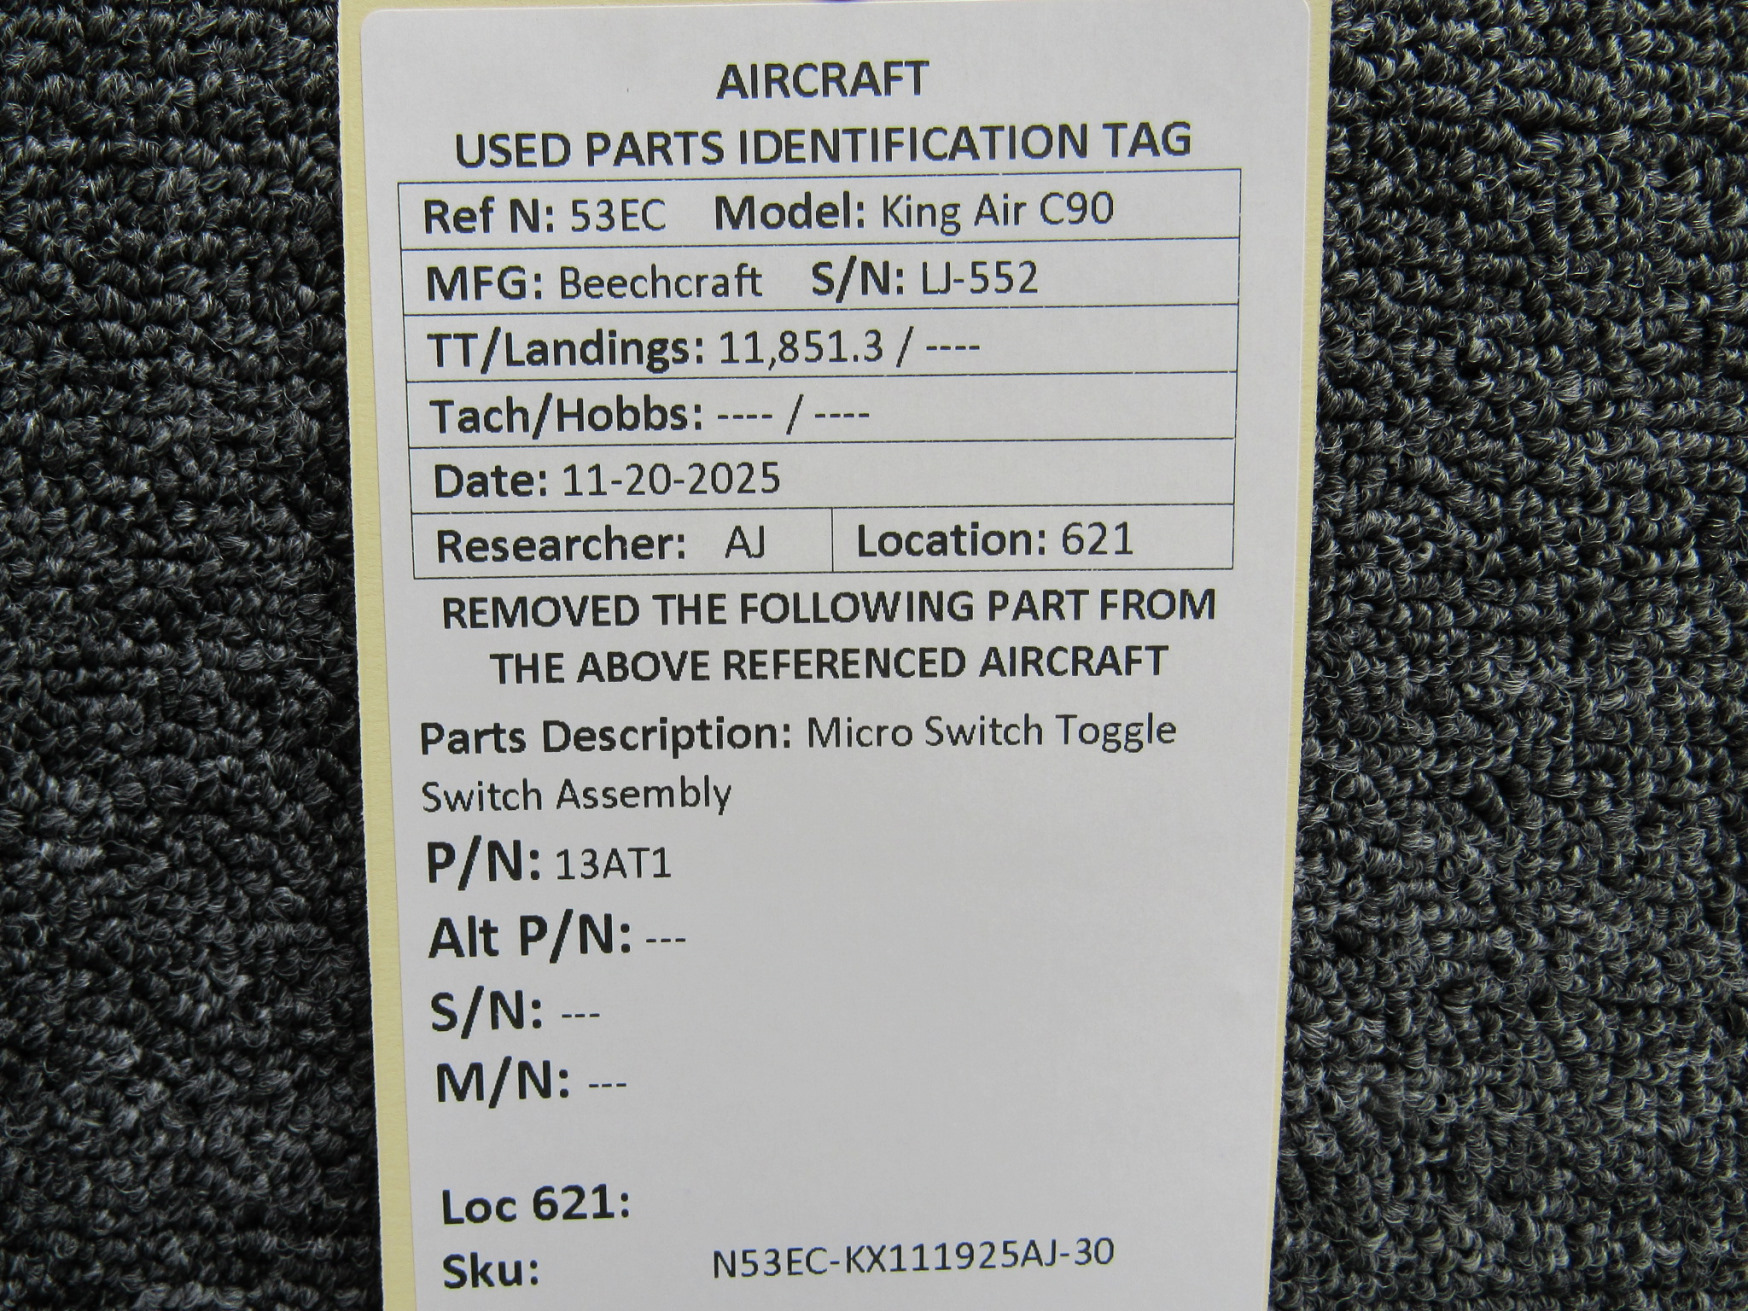 AIRCRAFT
USED PARTS IDENTIFICATION TAG
Ref N: 53EC Model: King Air C90
MFG: Beechcraft S/N: LJ-552
TT/Landings: 11,851.3 / ----
Tach/Hobbs: ---- / ----
Date: 11-20-2025
Researcher: AJ Location: 621
REMOVED THE FOLLOWING PART FROM
THE ABOVE REFERENCED AIRCRAFT
Parts Description: Micro Switch Toggle
Switch Assembly
P/N: 13AT1
Alt P/N: ---
S/N: ---
M/N: ---
Loc 621:
Sku: N53EC-KX111925AJ-30